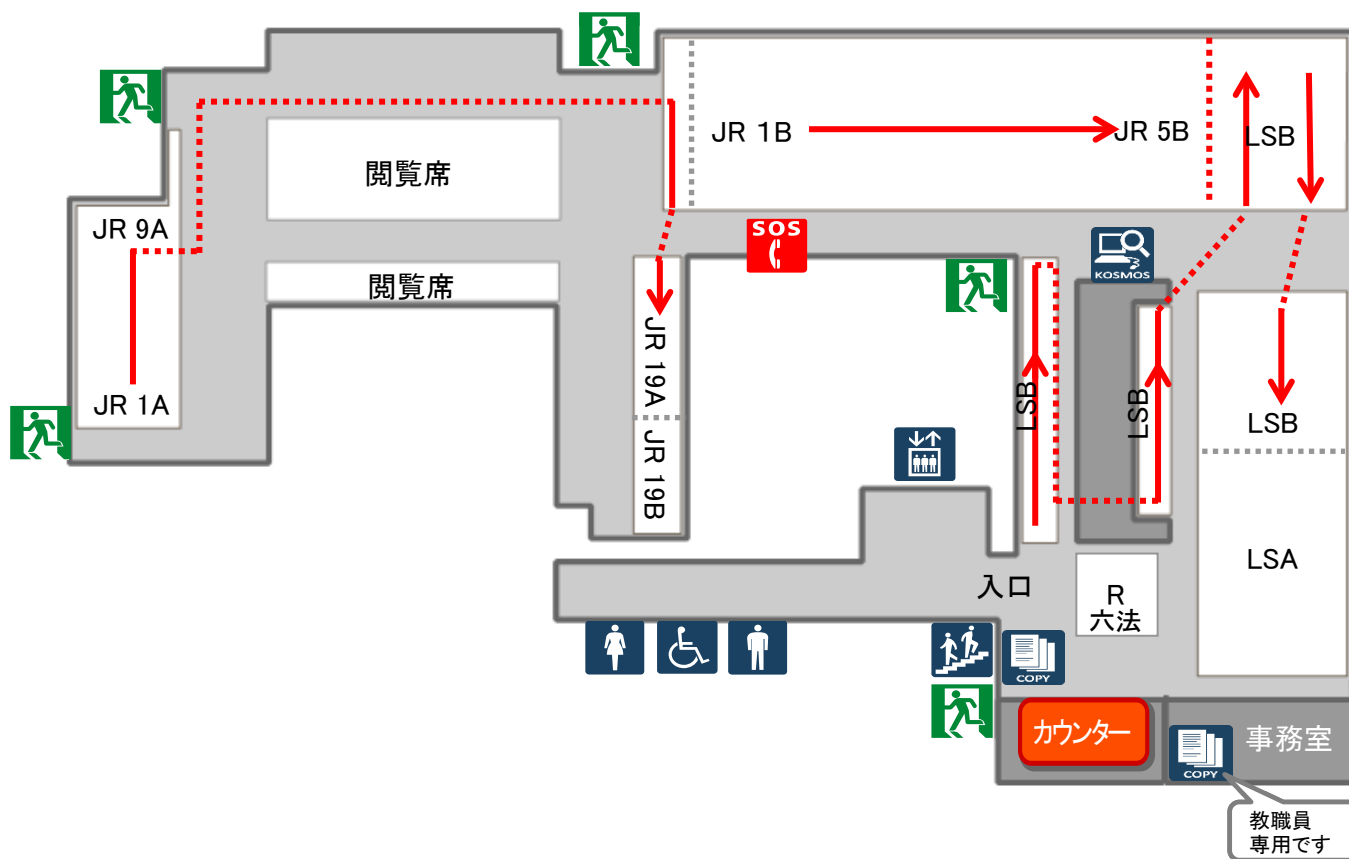 JR 1B
JR 5B
LSB
閲覧席
JR 9A
SOS
KOSMOS
閲覧席
JR 19A
JR 1A
LSB
LSB
LSB
JR 19B
LSA
入口
R
六法
COPY
カウンター
事務室
COPY
教職員
専用です